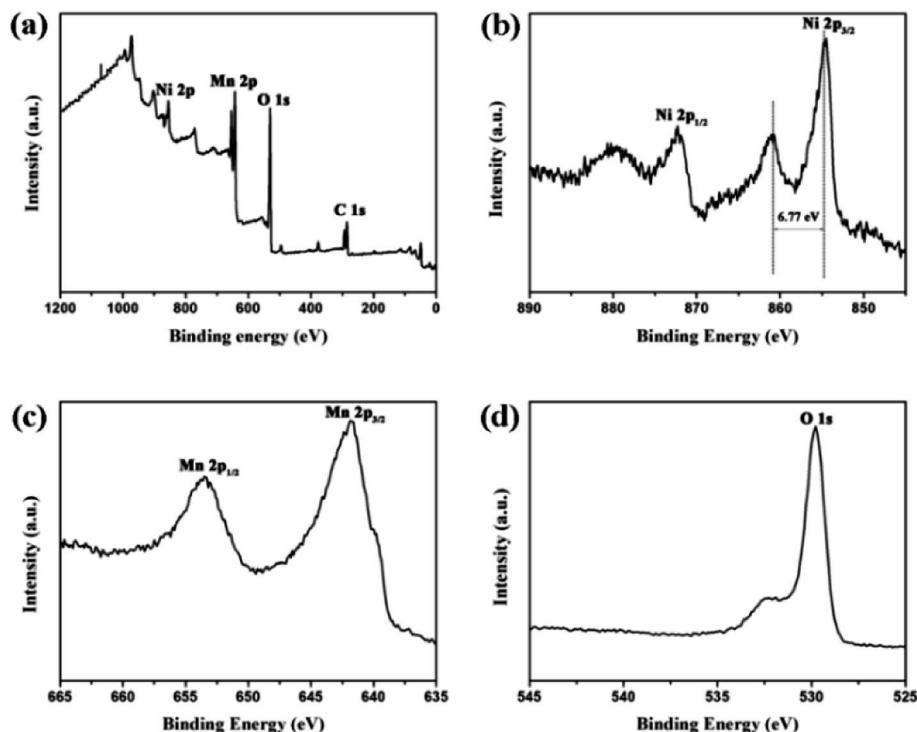 (a)
Ni 2p
Mn 2p
O 1s
C 1s
Intensity (a.u.)
1200 1000 800 600 400 200 0
Binding energy (eV)
(b)
Ni 2p3/2
Ni 2p1/2
6.77 eV
Intensity (a.u.)
890 880 870 860 850
Binding Energy (eV)
(c)
Mn 2p3/2
Mn 2p1/2
Intensity (a.u.)
665 660 655 650 645 640 635
Binding Energy (eV)
(d)
O 1s
Intensity (a.u.)
545 540 535 530 525
Binding Energy (eV)